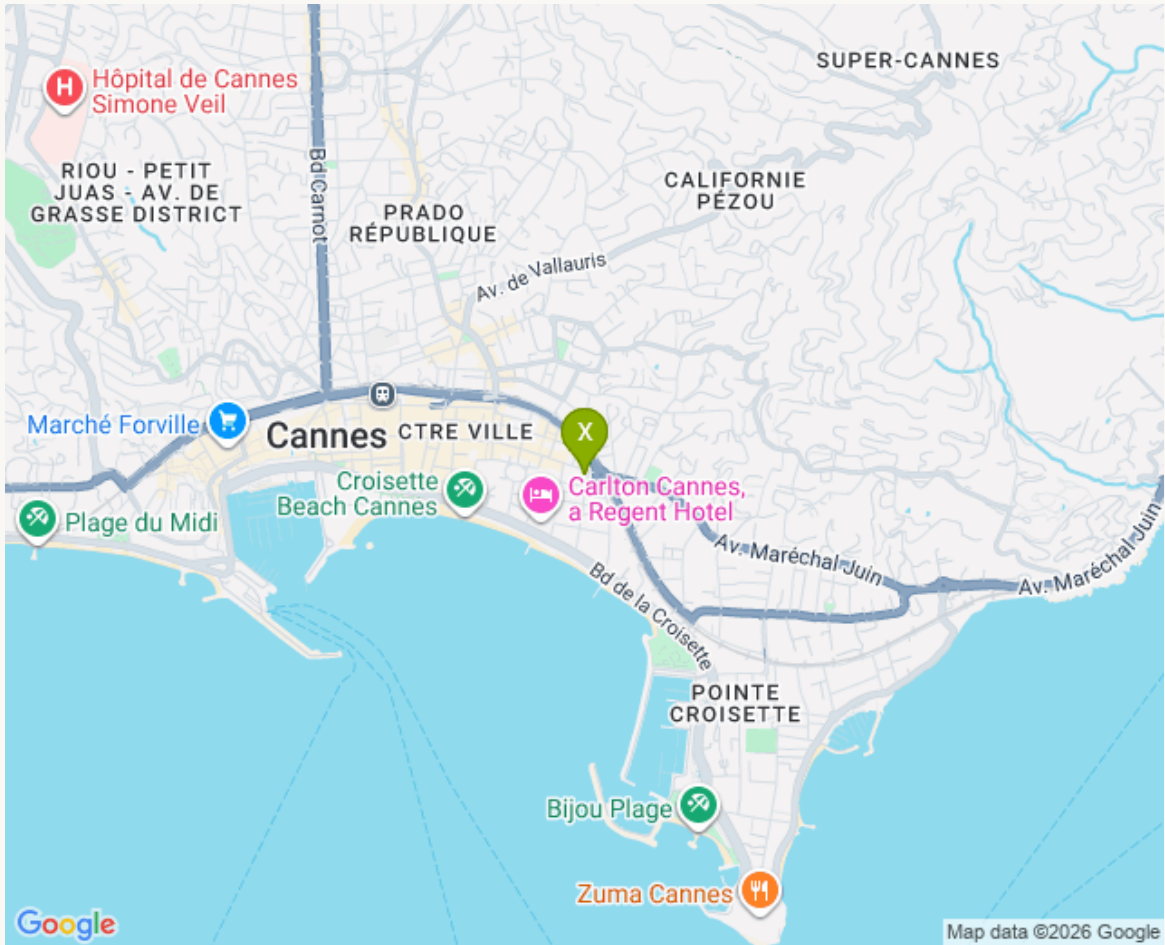 SUPER-CANNES
H
Hôpital de Cannes
Simone Veil
RIOU - PETIT
JUAS - AV. DE
GRASSE DISTRICT
Bd Carnot
CALIFORNIE
PÉZOU
PRADO
RÉPUBLIQUE
Av. de Vallauris
Marché Forville
Cannes
CTRE VILLE
X
Croisette
Beach Cannes
Carlton Cannes,
a Regent Hotel
Plage du Midi
Av. Maréchal Juin
Av. Maréchal Juin
Bd de la Croisette
POINTE
CROISETTE
Bijou Plage
Zuma Cannes
Google
Map data ©2026 Google